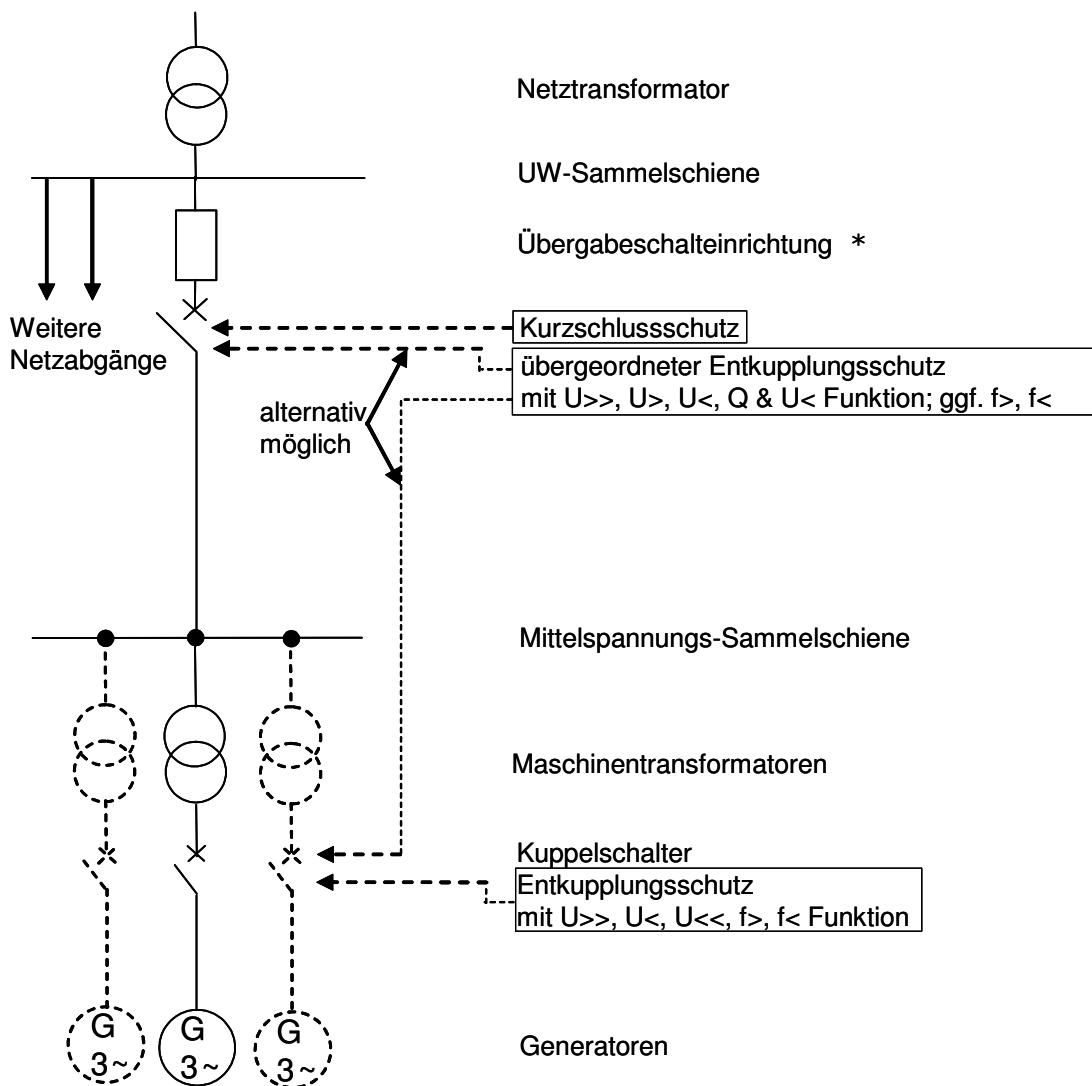 Netztransformator
UW-Sammelschiene
Übergabeschalteinrichtung *
Weitere
Netzabgänge
Kurzschlussschutz
übergeordneter Entkupplungsschutz
mit U>>, U>, U<, Q & U< Funktion; ggf. f>, f<
alternativ
möglich
Mittelspannungs-Sammelschiene
Maschinentransformatoren
Kuppelschalter
Entkupplungsschutz
mit U>>, U<, U<<, f>, f< Funktion
G
3~
G
3~
G
3~
Generatoren